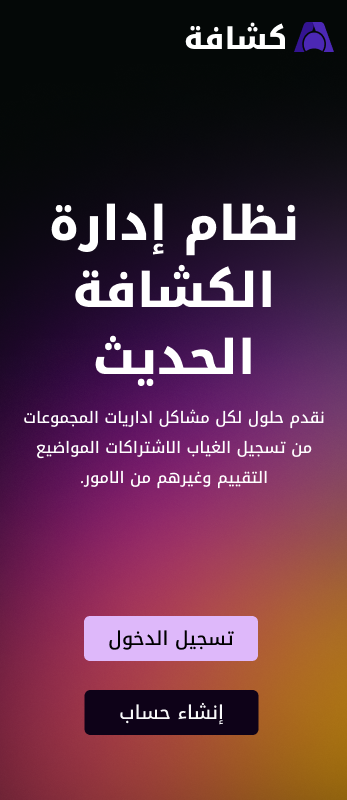 كشافة
نظام إدارة
الكشافة
الحديث
نقدم حلول لكل مشاكل اداريات المجموعات
من تسجيل الغياب الاشتراكات المواضيع
التقييم وغيرهم من الامور.
تسجيل الدخول
إنشاء حساب